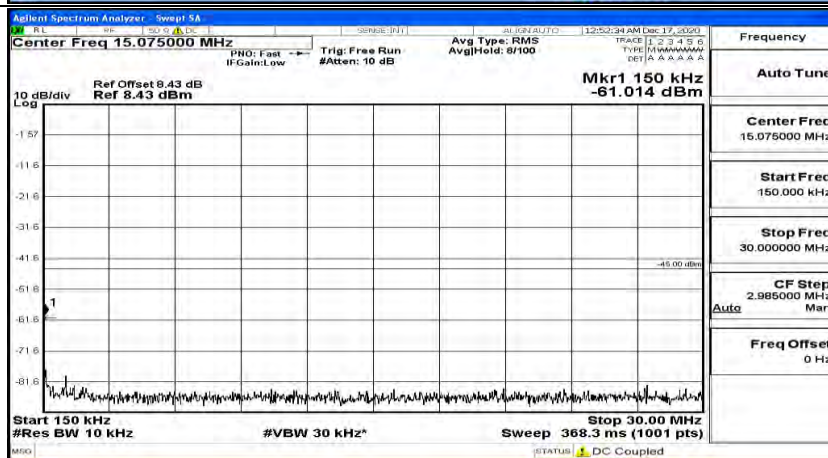 Agilent Spectrum Analyzer - Swept SA
RL RF 50 Ω DC SENSE:INT ALIGN AUTO 12:52:34 AM Dec 17, 2020
Center Freq 15.075000 MHz
PNO: Fast
IFGain:Low
Trig: Free Run
#Atten: 10 dB
Avg Type: RMS
Avg|Hold: 8/100
TRACE 1 2 3 4 5 6
TYPE MWWWWW
DET A A A A A A
Ref Offset 8.43 dB
10 dB/div Ref 8.43 dBm
Log
Mkr1 150 kHz
-61.014 dBm
-1.57
-11.6
-21.6
-31.6
-41.6
-45.00 dBm
-51.6
1
-61.6
-71.6
-81.6
Start 150 kHz Stop 30.00 MHz
#Res BW 10 kHz #VBW 30 kHz* Sweep 368.3 ms (1001 pts)
MSG STATUS DC Coupled
Frequency
Auto Tune
Center Freq
15.075000 MHz
Start Freq
150.000 kHz
Stop Freq
30.000000 MHz
CF Step
2.985000 MHz
Auto Man
Freq Offset
0 Hz